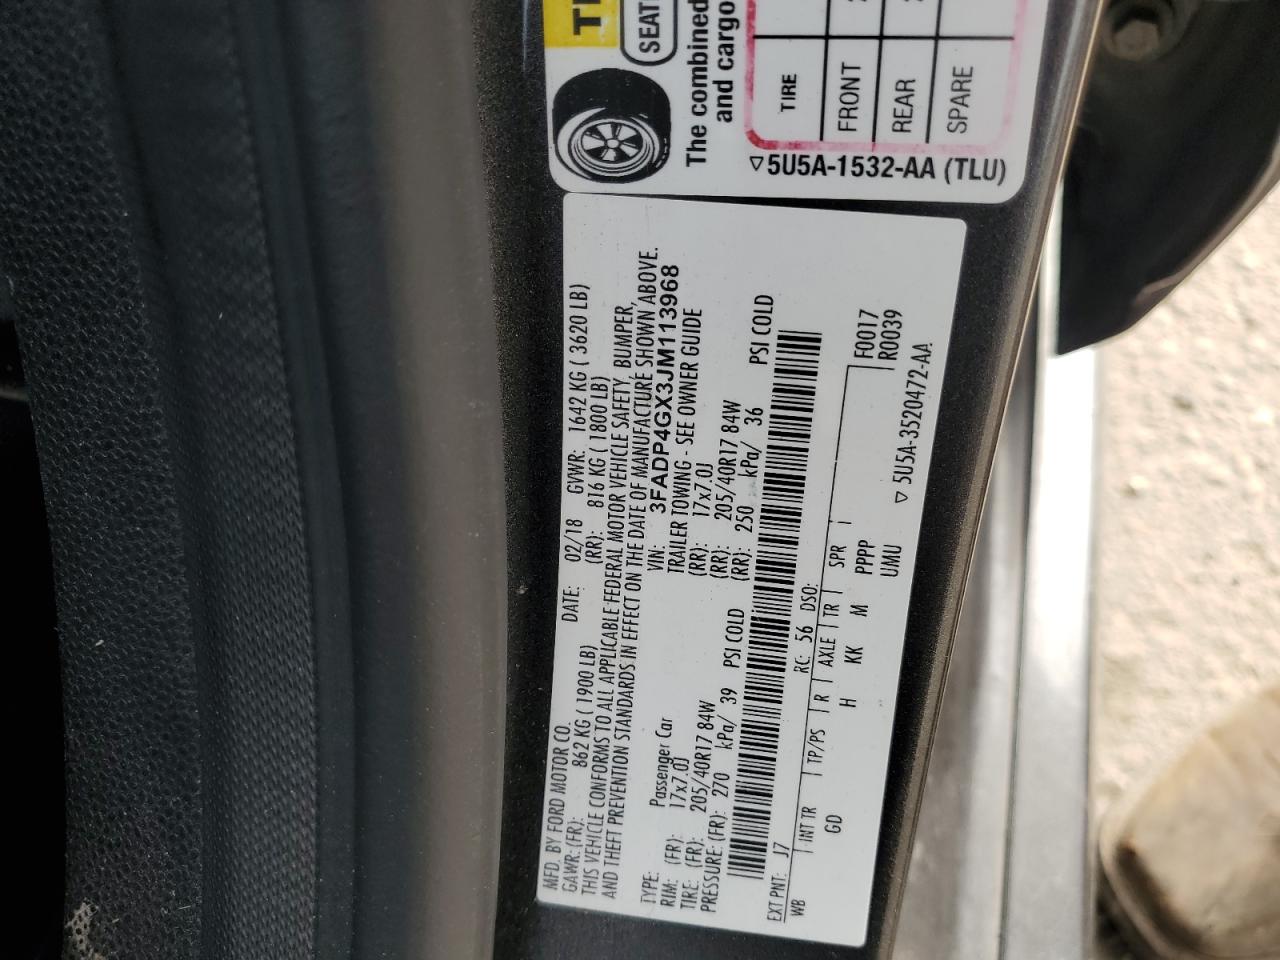 SEAT
The combined
and cargo
TIRE
FRONT
REAR
SPARE
▽5U5A-1532-AA (TLU)
MFD. BY FORD MOTOR CO.
DATE: 02/18 GVWR: 1642 KG ( 3620 LB)
GAWR: (FR): 862 KG ( 1900 LB) (RR): 816 KG ( 1800 LB)
THIS VEHICLE CONFORMS TO ALL APPLICABLE FEDERAL MOTOR VEHICLE SAFETY, BUMPER,
AND THEFT PREVENTION STANDARDS IN EFFECT ON THE DATE OF MANUFACTURE SHOWN ABOVE.
VIN: 3FADP4GX3JM113968
TYPE: Passenger Car TRAILER TOWING - SEE OWNER GUIDE
RIM: (FR): 17x7.0J (RR): 17x7.0J
TIRE: (FR): 205/40R17 84W (RR): 205/40R17 84W
PRESSURE: (FR): 270 kPa/ 39 PSI COLD (RR): 250 kPa/ 36 PSI COLD
EXT PNT: J7 RC: 56 DSO:
WB INT TR TP/PS R AXLE TR SPR F0017
GD H KK M PPPP R0039
UMU
▽ 5U5A-3520472-AA